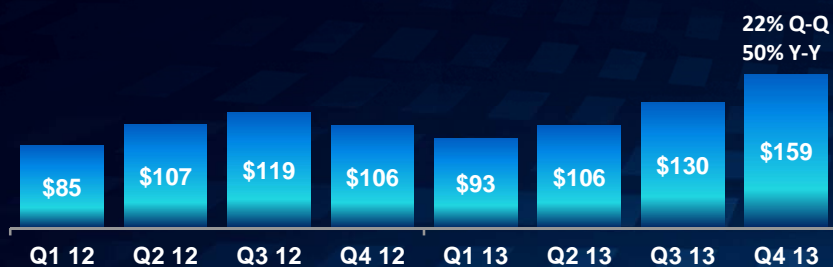 22% Q-Q
50% Y-Y
$85 $107 $119 $106 $93 $106 $130 $159
Q1 12 Q2 12 Q3 12 Q4 12 Q1 13 Q2 13 Q3 13 Q4 13